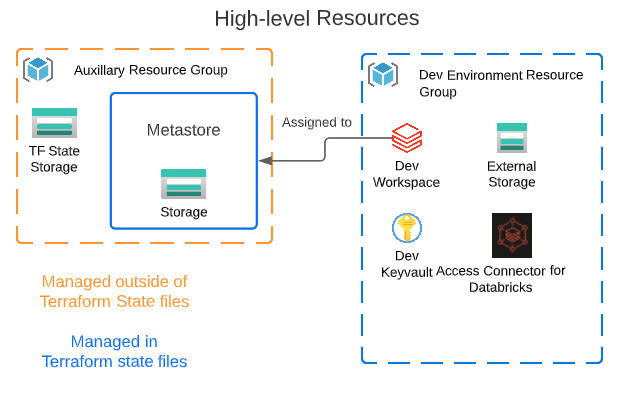 High-level Resources
Auxillary Resource Group
TF State
Storage
Metastore
Storage
Assigned to
Dev Environment Resource
Group
Dev
Workspace
External
Storage
Dev
Keyvault
Access Connector for
Databricks
Managed outside of
Terraform State files
Managed in
Terraform state files